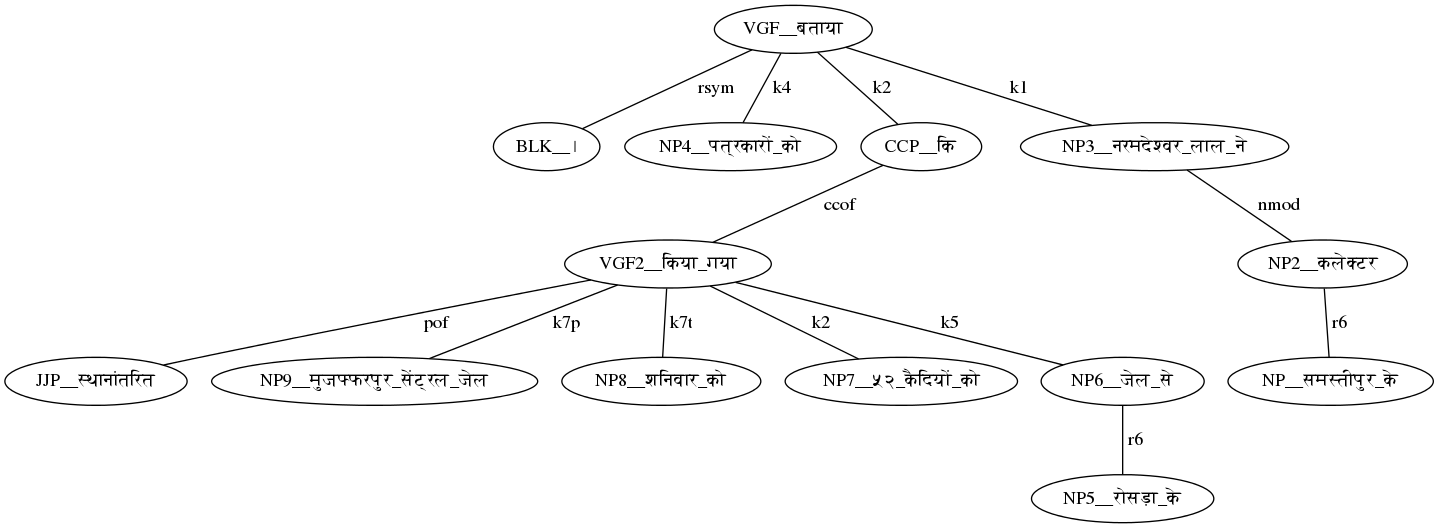 VGF__बताया
rsym k4 k2 k1
BLK__। NP4__पत्रकारों_को CCP__कि NP3__नरमदेश्वर_लाल_ने
ccof nmod
VGF2__किया_गया NP2__कलेक्टर
pof k7p k7t k2 k5 r6
JJP__स्थानांतरित NP9__मुजफ्फरपुर_सेंट्रल_जेल NP8__शनिवार_को NP7__५२_कैदियों_को NP6__जेल_से NP__समस्तीपुर_के
r6
NP5__रोसड़ा_के